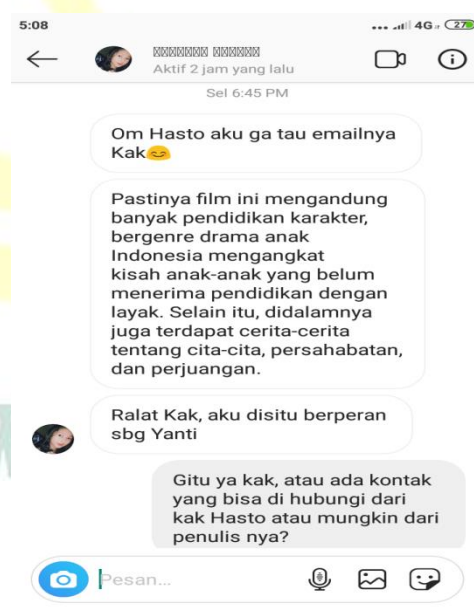 5:08
4G 27
Aktif 2 jam yang lalu
Sel 6:45 PM
Om Hasto aku ga tau emailnya
Kak😊
Pastinya film ini mengandung
banyak pendidikan karakter,
bergenre drama anak
Indonesia mengangkat
kisah anak-anak yang belum
menerima pendidikan dengan
layak. Selain itu, didalamnya
juga terdapat cerita-cerita
tentang cita-cita, persahabatan,
dan perjuangan.
Ralat Kak, aku disitu berperan
sbg Yanti
Gitu ya kak, atau ada kontak
yang bisa di hubungi dari
kak Hasto atau mungkin dari
penulis nya?
Pesan...